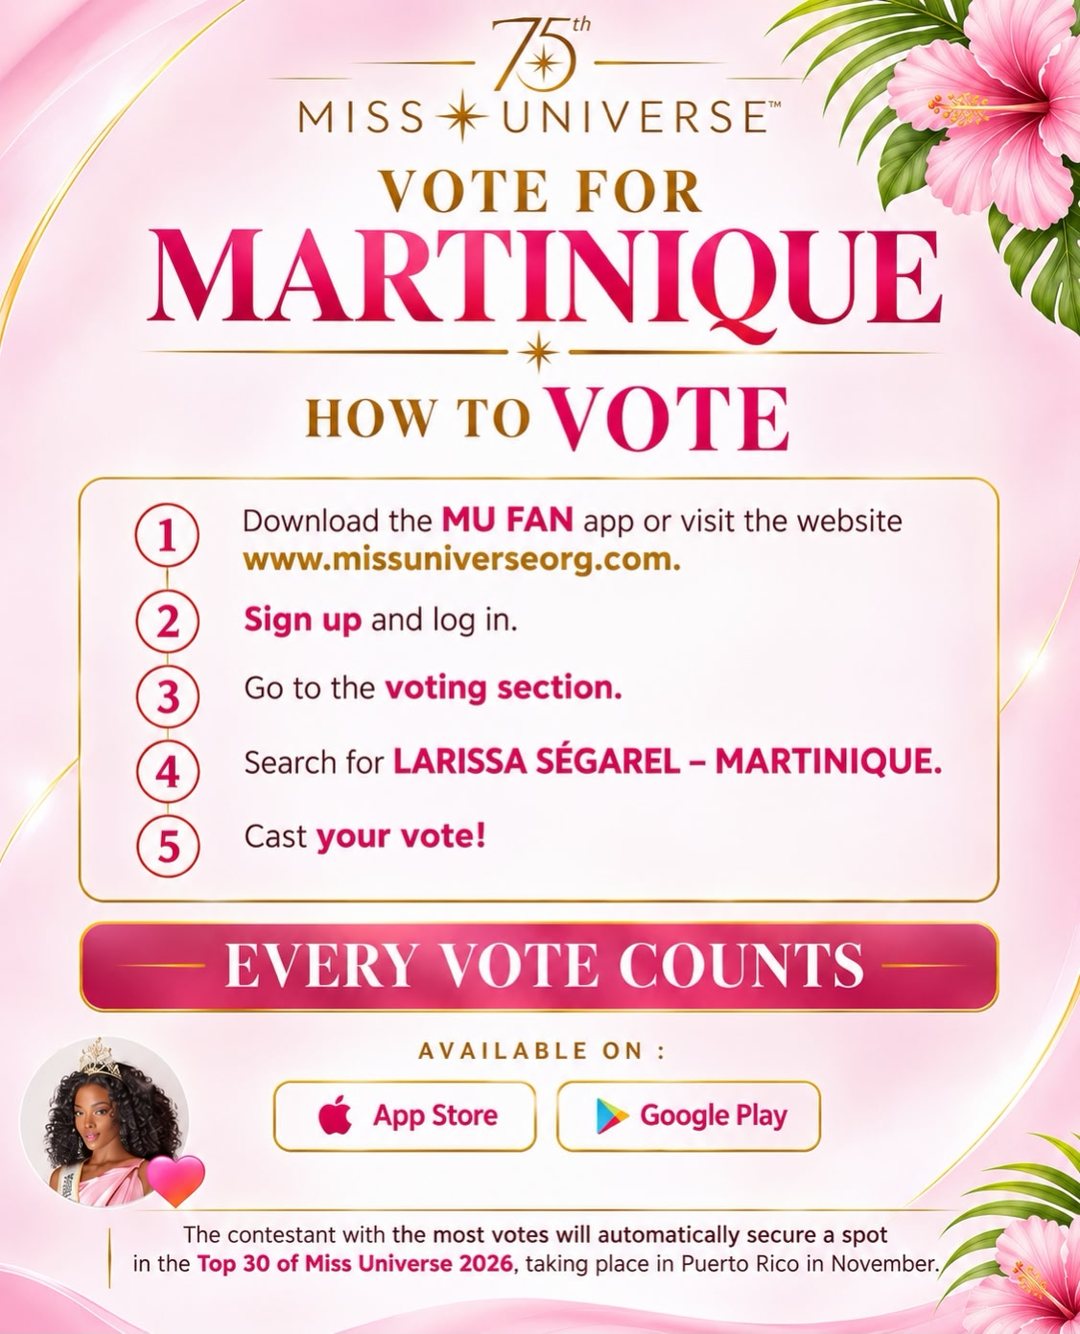 75th
MISS UNIVERSE™
VOTE FOR
MARTINIQUE
HOW TO VOTE
1 Download the MU FAN app or visit the website
www.missuniverseorg.com.
2 Sign up and log in.
3 Go to the voting section.
4 Search for LARISSA SÉGAREL – MARTINIQUE.
5 Cast your vote!
EVERY VOTE COUNTS
AVAILABLE ON :
App Store
Google Play
The contestant with the most votes will automatically secure a spot
in the Top 30 of Miss Universe 2026, taking place in Puerto Rico in November.